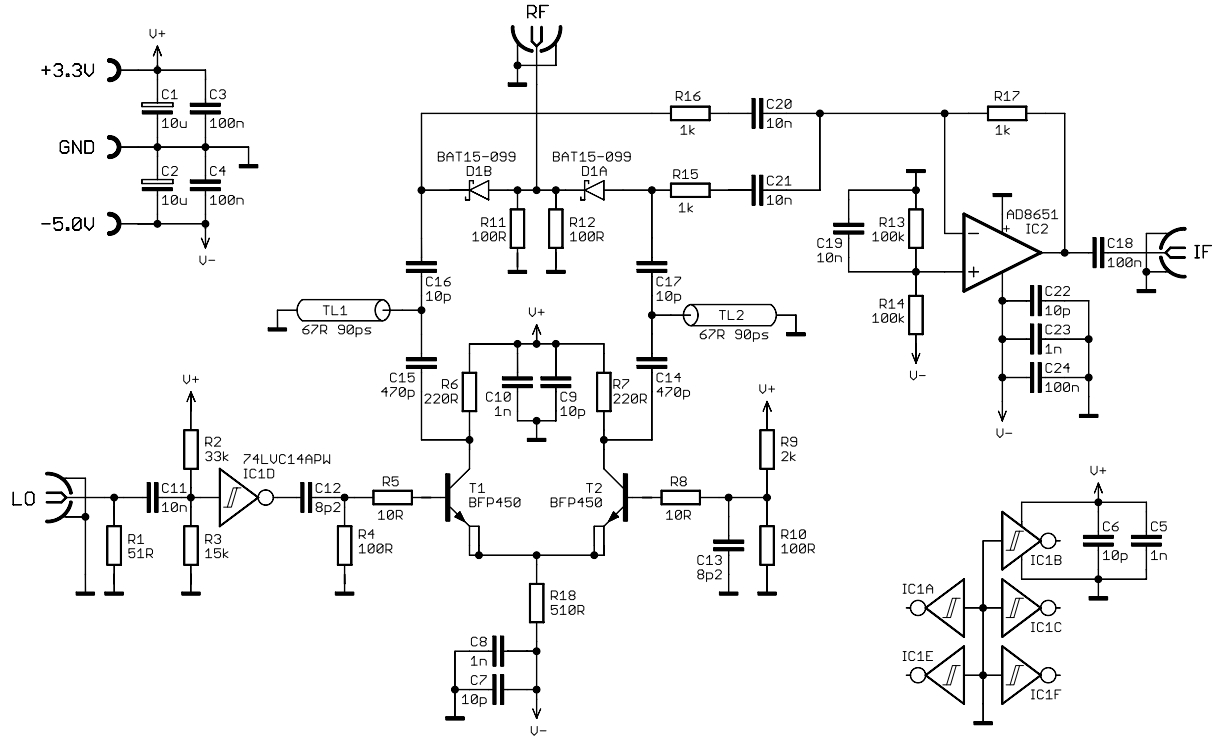 RF
V+
+3.3V
C1
10u
C3
100n
GND
C2
10u
C4
100n
-5.0V
V-
R16
1k
C20
10n
R17
1k
BAT15-099
D1B
BAT15-099
D1A
R15
1k
C21
10n
R11
100R
R12
100R
C19
10n
R13
100k
AD8651
IC2
-
+
+
C18
100n
IF
C16
10p
C17
10p
R14
100k
V-
C22
10p
C23
1n
C24
100n
V-
TL1
67R 90ps
TL2
67R 90ps
V+
C15
470p
R6
220R
C10
1n
C9
10p
R7
220R
C14
470p
V+
R2
33k
74LVC14APW
IC1D
V+
R9
2k
LO
C11
10n
C12
8p2
R5
10R
T1
BFP450
T2
BFP450
R8
10R
R1
51R
R3
15k
R4
100R
C13
8p2
R10
100R
R18
510R
C8
1n
C7
10p
V-
V+
IC1B
C6
10p
C5
1n
IC1A
IC1C
IC1E
IC1F